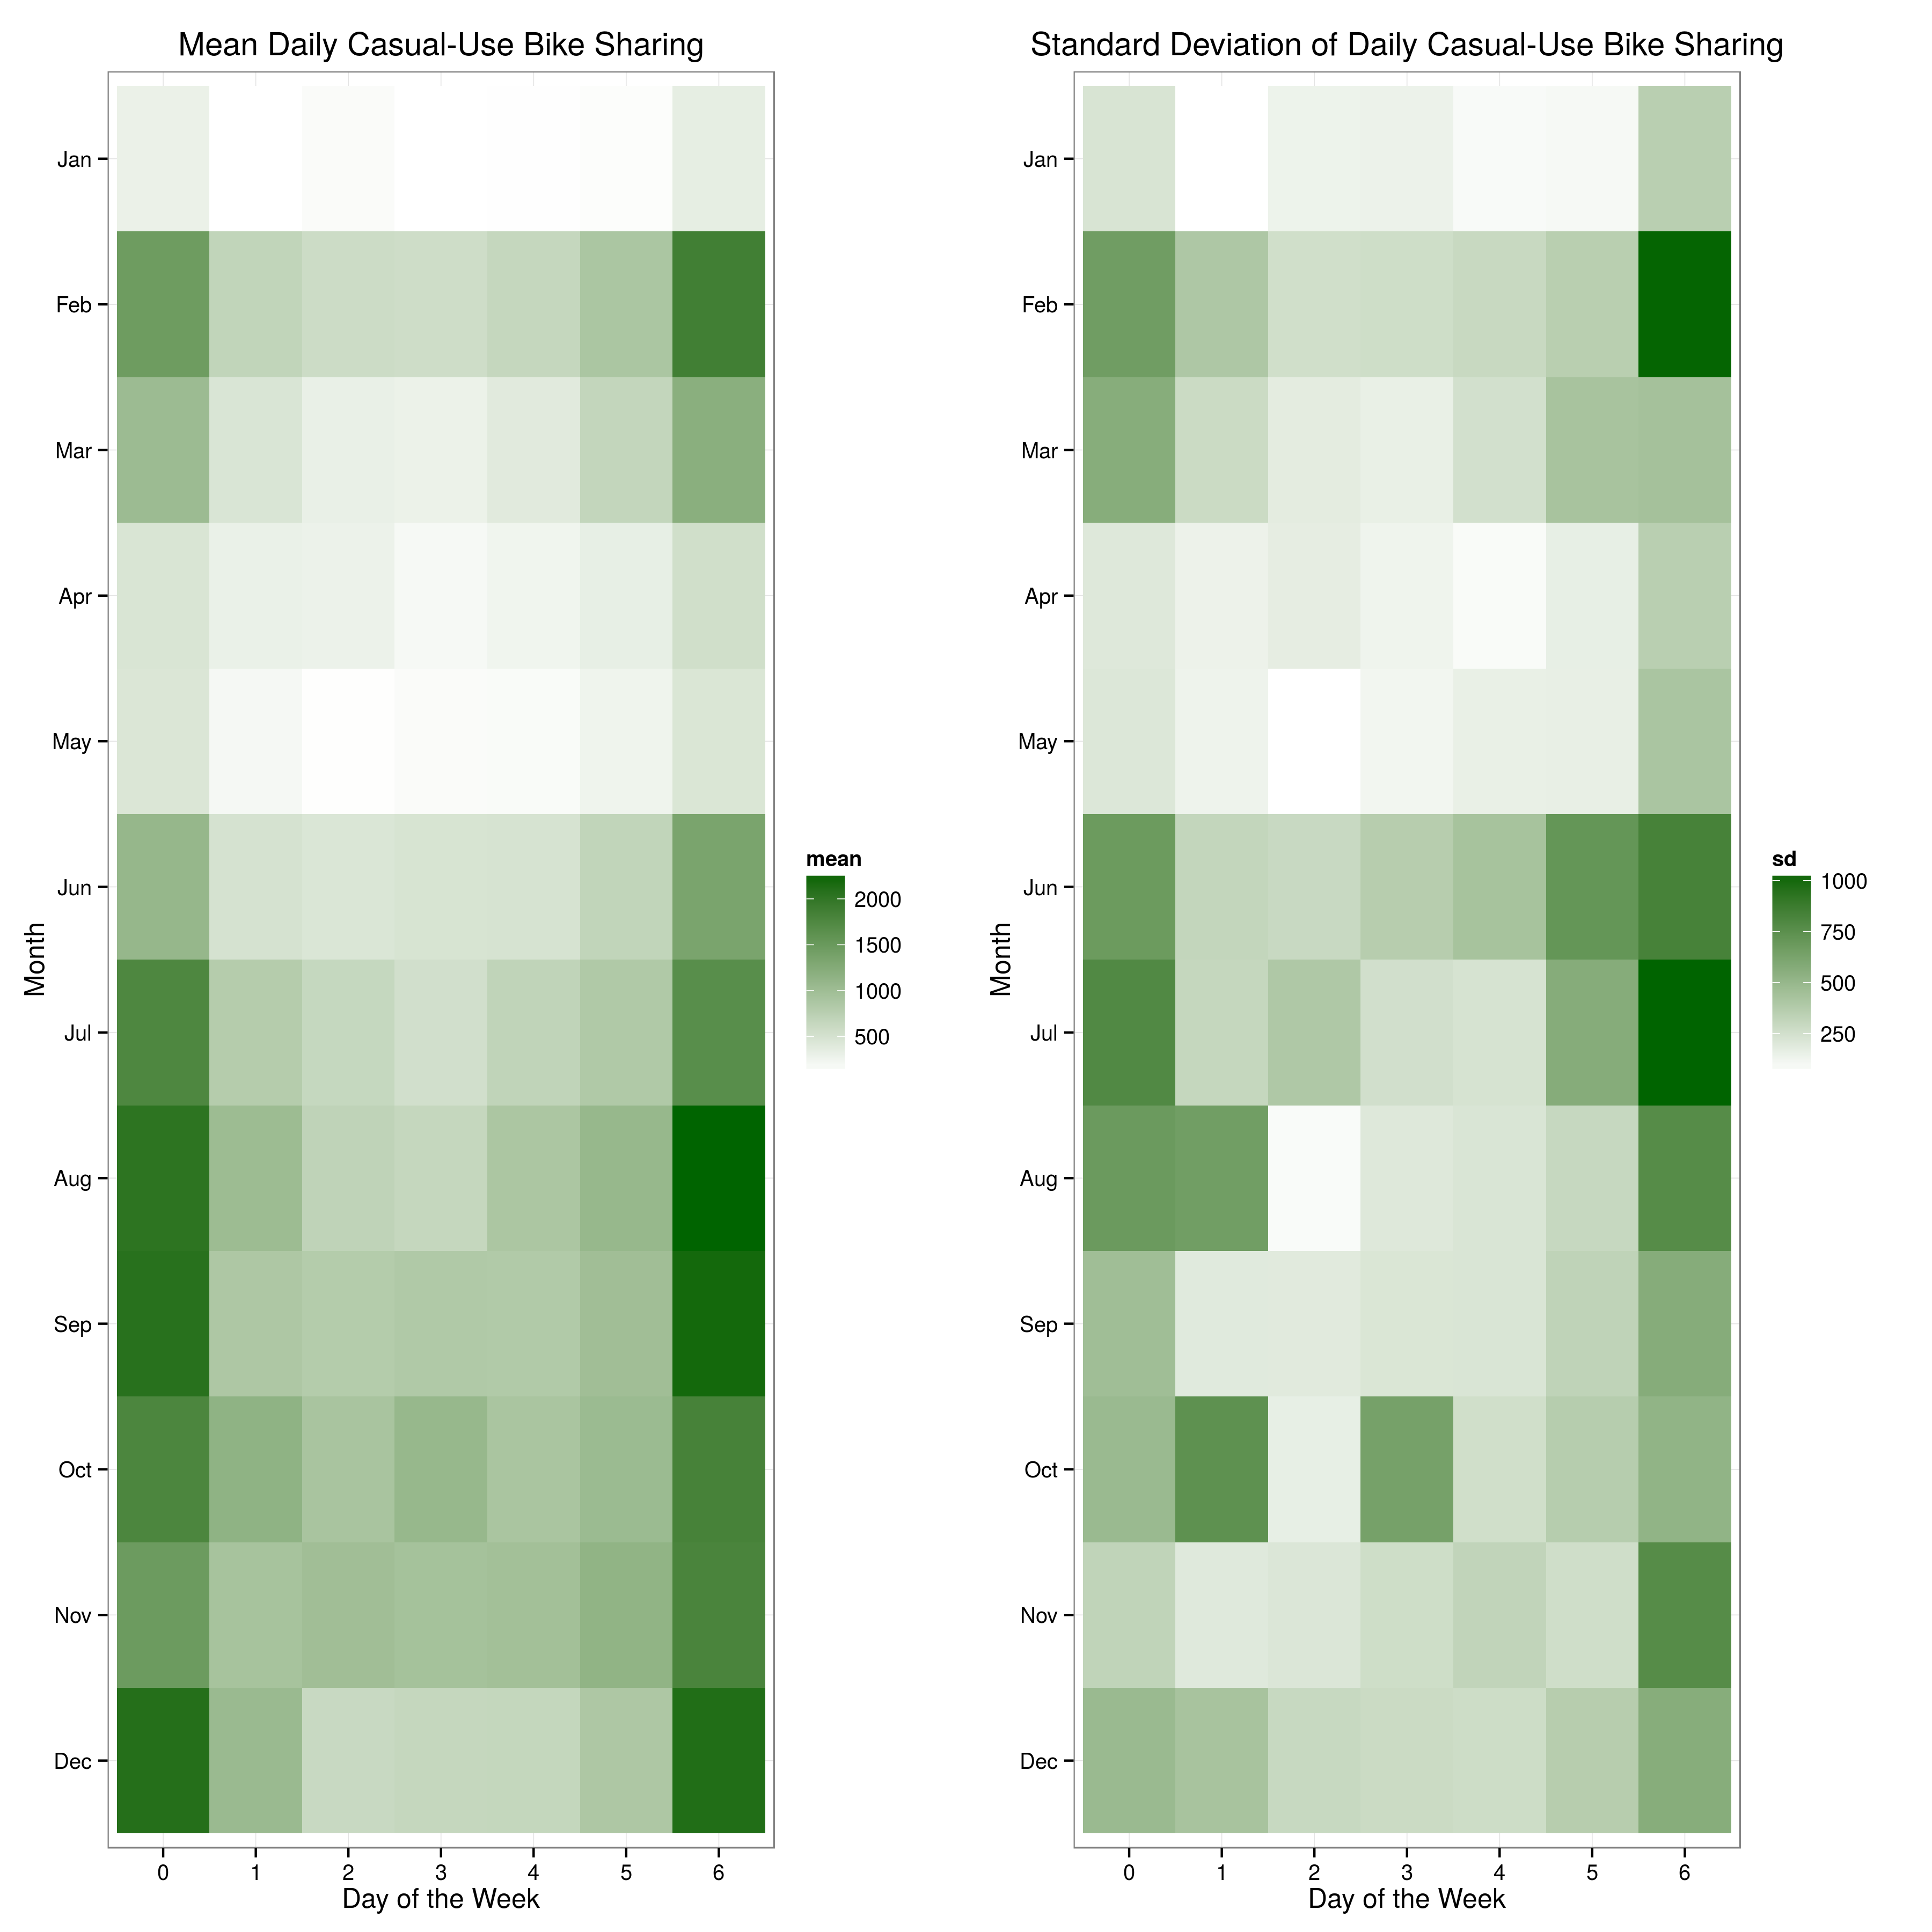 Mean Daily Casual-Use Bike Sharing
Jan
Feb
Mar
Apr
May
Jun
Jul
Aug
Sep
Oct
Nov
Dec
Month
0 1 2 3 4 5 6
Day of the Week
mean
2000
1500
1000
500
Standard Deviation of Daily Casual-Use Bike Sharing
Jan
Feb
Mar
Apr
May
Jun
Jul
Aug
Sep
Oct
Nov
Dec
Month
0 1 2 3 4 5 6
Day of the Week
sd
1000
750
500
250